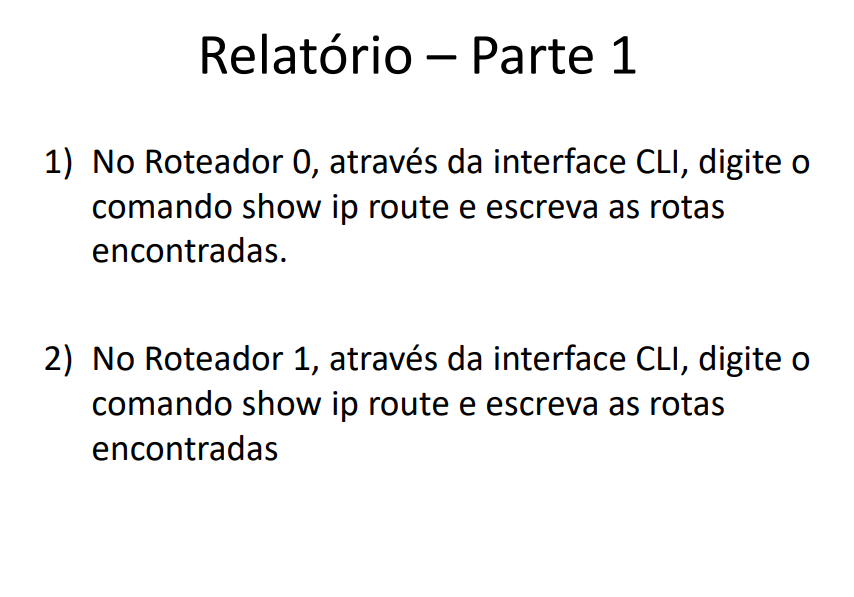 Relatório – Parte 1
1) No Roteador 0, através da interface CLI, digite o
comando show ip route e escreva as rotas
encontradas.
2) No Roteador 1, através da interface CLI, digite o
comando show ip route e escreva as rotas
encontradas